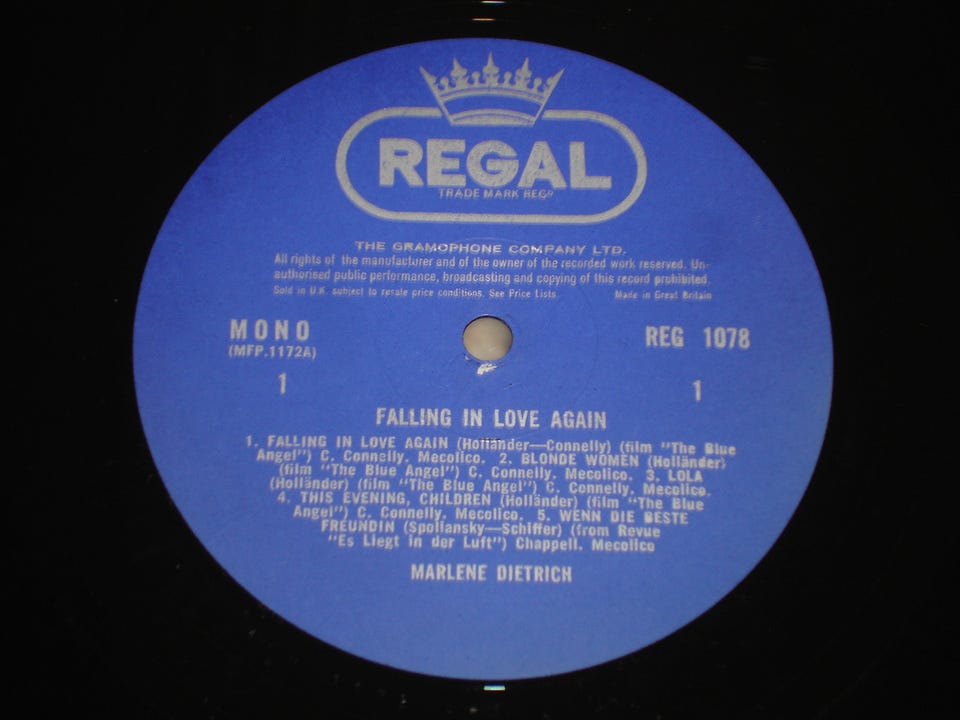 REGAL
TRADE MARK REGD
THE GRAMOPHONE COMPANY LTD.
All rights of the manufacturer and of the owner of the recorded work reserved. Un-
authorised public performance, broadcasting and copying of this record prohibited.
Sold in U.K. subject to resale price conditions. See Price Lists. Made in Great Britain
MONO REG 1078
(MFP.1172A)
1 1
FALLING IN LOVE AGAIN
1. FALLING IN LOVE AGAIN (Holländer—Connelly) (film "The Blue
Angel") C. Connelly. Mecolico. 2. BLONDE WOMEN (Holländer)
(film "The Blue Angel") C. Connelly. Mecolico. 3. LOLA
(Holländer) (film "The Blue Angel") C. Connelly. Mecolico.
4. THIS EVENING, CHILDREN (Holländer) (film "The Blue
Angel") C. Connelly. Mecolico. 5. WENN DIE BESTE
FREUNDIN (Spoliansky—Schiffer) (from Revue
"Es Liegt in der Luft") Chappell. Mecolico
MARLENE DIETRICH